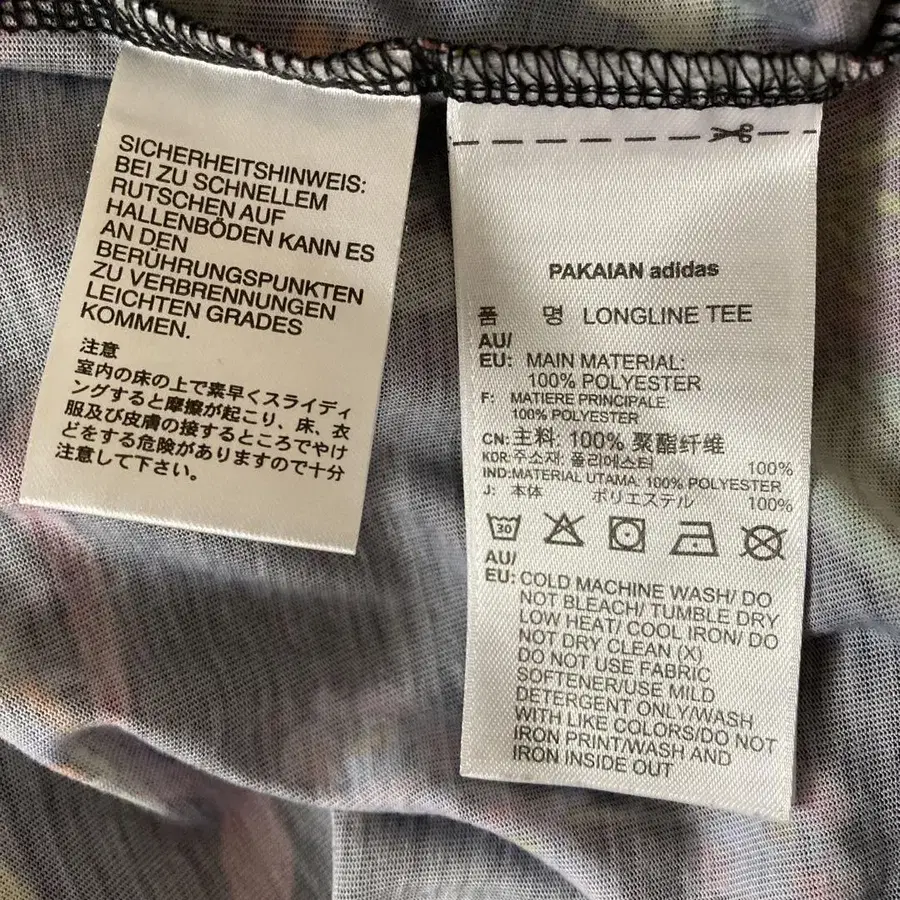 SICHERHEITSHINWEIS:
BEI ZU SCHNELLEM
RUTSCHEN AUF
HALLENBÖDEN KANN ES
AN DEN
BERÜHRUNGSPUNKTEN
ZU VERBRENNUNGEN
LEICHTEN GRADES
KOMMEN.
注意
室内の床の上で素早くスライディ
ングすると摩擦が起こり、床、衣
服及び皮膚の接するところでやけ
どをする危険がありますので十分
注意して下さい。
PAKAIAN adidas
품 명 LONGLINE TEE
AU/
EU: MAIN MATERIAL:
100% POLYESTER
F: MATIERE PRINCIPALE:
100% POLYESTER
CN: 主料: 100% 聚酯纤维
KOR: 주소재: 폴리에스터 100%
IND: MATERIAL UTAMA: 100% POLYESTER
J: 本体 ポリエステル 100%
30
AU/
EU: COLD MACHINE WASH/ DO
NOT BLEACH/ TUMBLE DRY
LOW HEAT/ COOL IRON/ DO
NOT DRY CLEAN (X)
DO NOT USE FABRIC
SOFTENER/USE MILD
DETERGENT ONLY/WASH
WITH LIKE COLORS/DO NOT
IRON PRINT/WASH AND
IRON INSIDE OUT